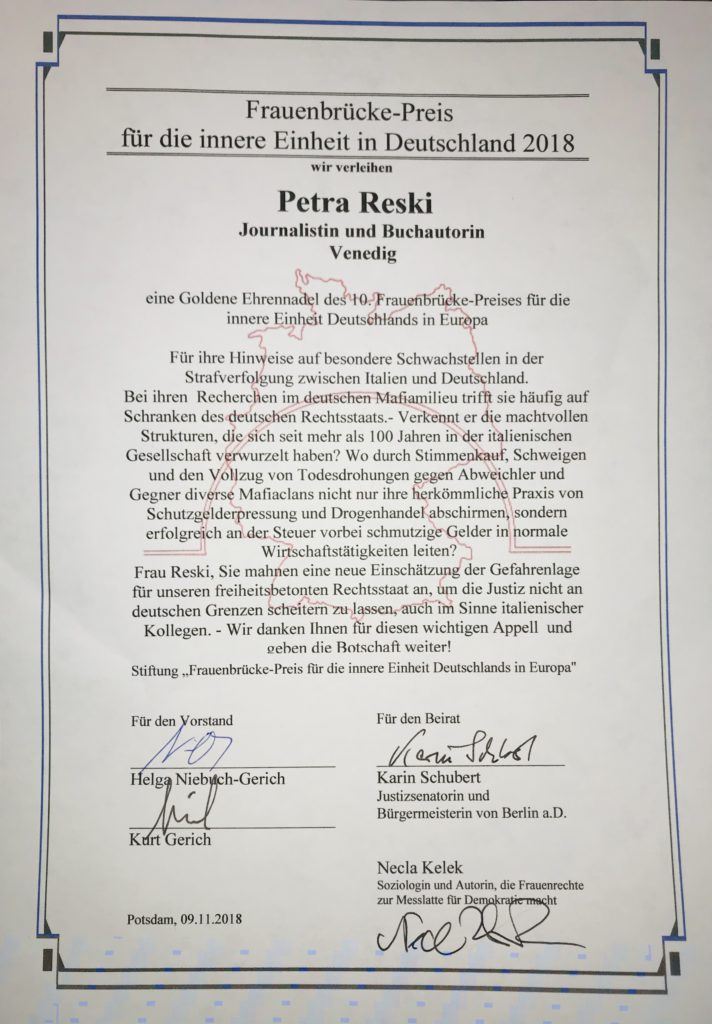 Frauenbrücke-Preis
für die innere Einheit in Deutschland 2018
wir verleihen
Petra Reski
Journalistin und Buchautorin
Venedig
eine Goldene Ehrennadel des 10. Frauenbrücke-Preises für die
innere Einheit Deutschlands in Europa
Für ihre Hinweise auf besondere Schwachstellen in der
Strafverfolgung zwischen Italien und Deutschland.
Bei ihren Recherchen im deutschen Mafiamilieu trifft sie häufig auf
Schranken des deutschen Rechtsstaats.- Verkennt er die machtvollen
Strukturen, die sich seit mehr als 100 Jahren in der italienischen
Gesellschaft verwurzelt haben? Wo durch Stimmenkauf, Schweigen
und den Vollzug von Todesdrohungen gegen Abweichler und
Gegner diverse Mafiaclans nicht nur ihre herkömmliche Praxis von
Schutzgelderpressung und Drogenhandel abschirmen, sondern
erfolgreich an der Steuer vorbei schmutzige Gelder in normale
Wirtschaftstätigkeiten leiten?
Frau Reski, Sie mahnen eine neue Einschätzung der Gefahrenlage
für unseren freiheitsbetonten Rechtsstaat an, um die Justiz nicht an
deutschen Grenzen scheitern zu lassen, auch im Sinne italienischer
Kollegen. - Wir danken Ihnen für diesen wichtigen Appell und
geben die Botschaft weiter!
Stiftung „Frauenbrücke-Preis für die innere Einheit Deutschlands in Europa"
Für den Vorstand
Helga Niebuch-Gerich
Kurt Gerich
Für den Beirat
Karin Schubert
Karin Schubert
Justizsenatorin und
Bürgermeisterin von Berlin a.D.
Necla Kelek
Soziologin und Autorin, die Frauenrechte
zur Messlatte für Demokratie macht
Potsdam, 09.11.2018